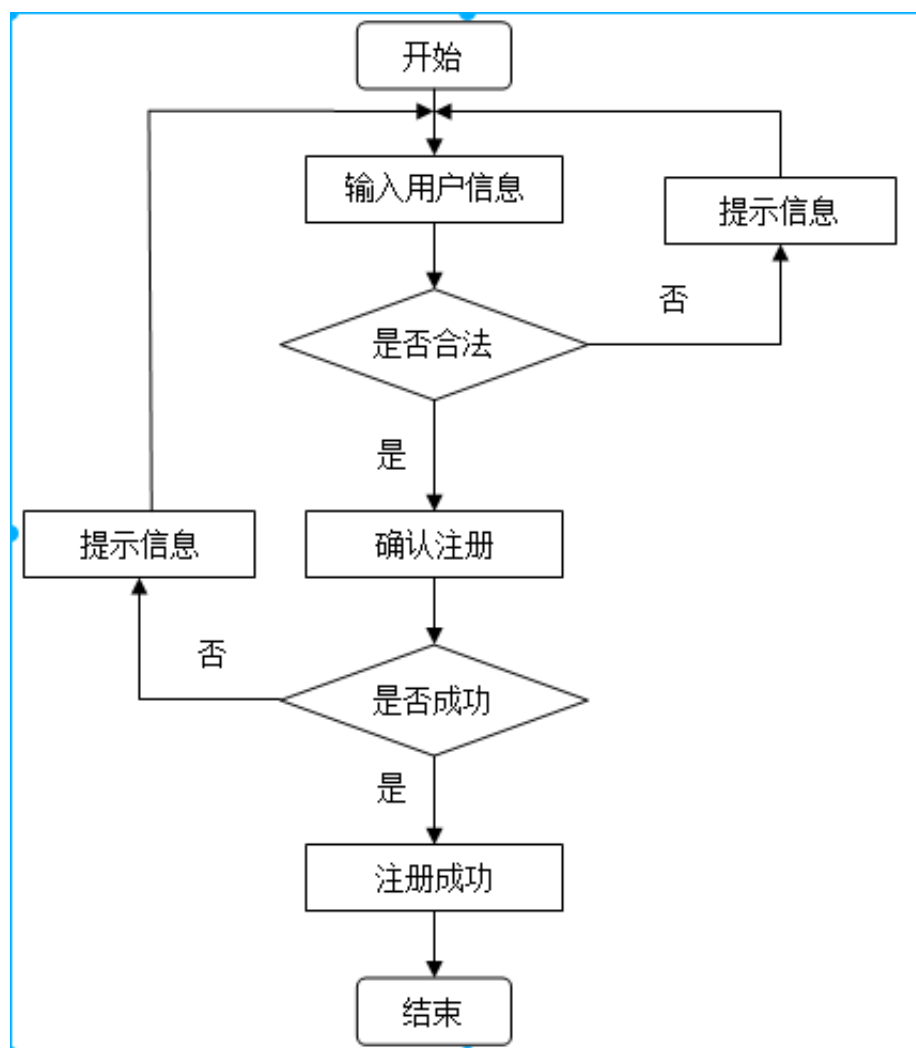 开始
输入用户信息
提示信息
否
是否合法
是
提示信息
确认注册
否
是否成功
是
注册成功
结束